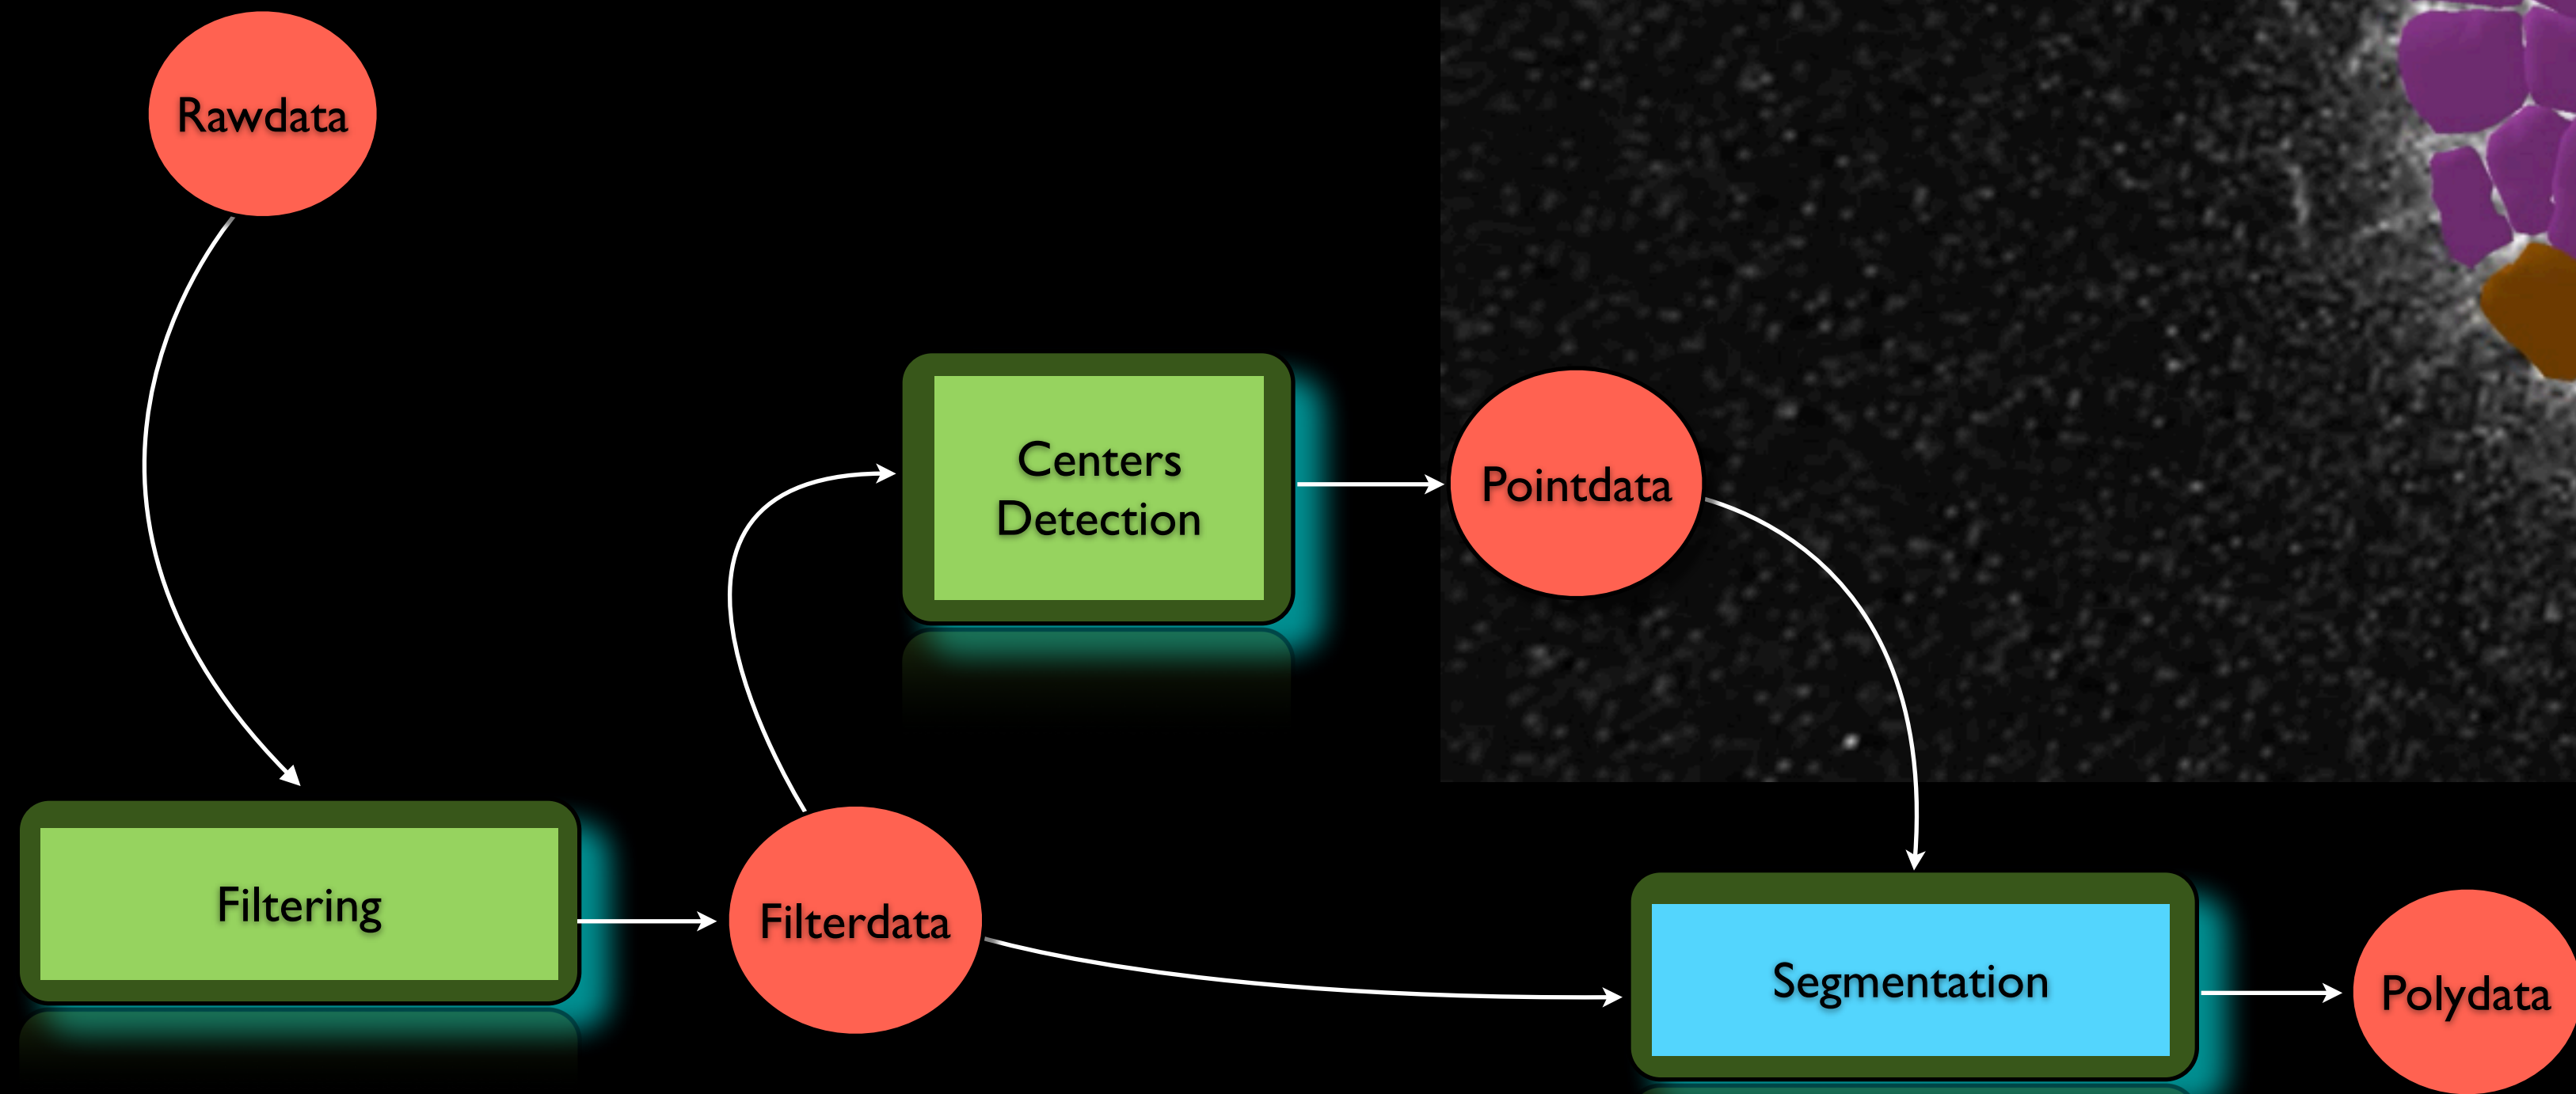 Rawdata
Centers
Detection
Pointdata
Filtering
Filterdata
Segmentation
Polydata